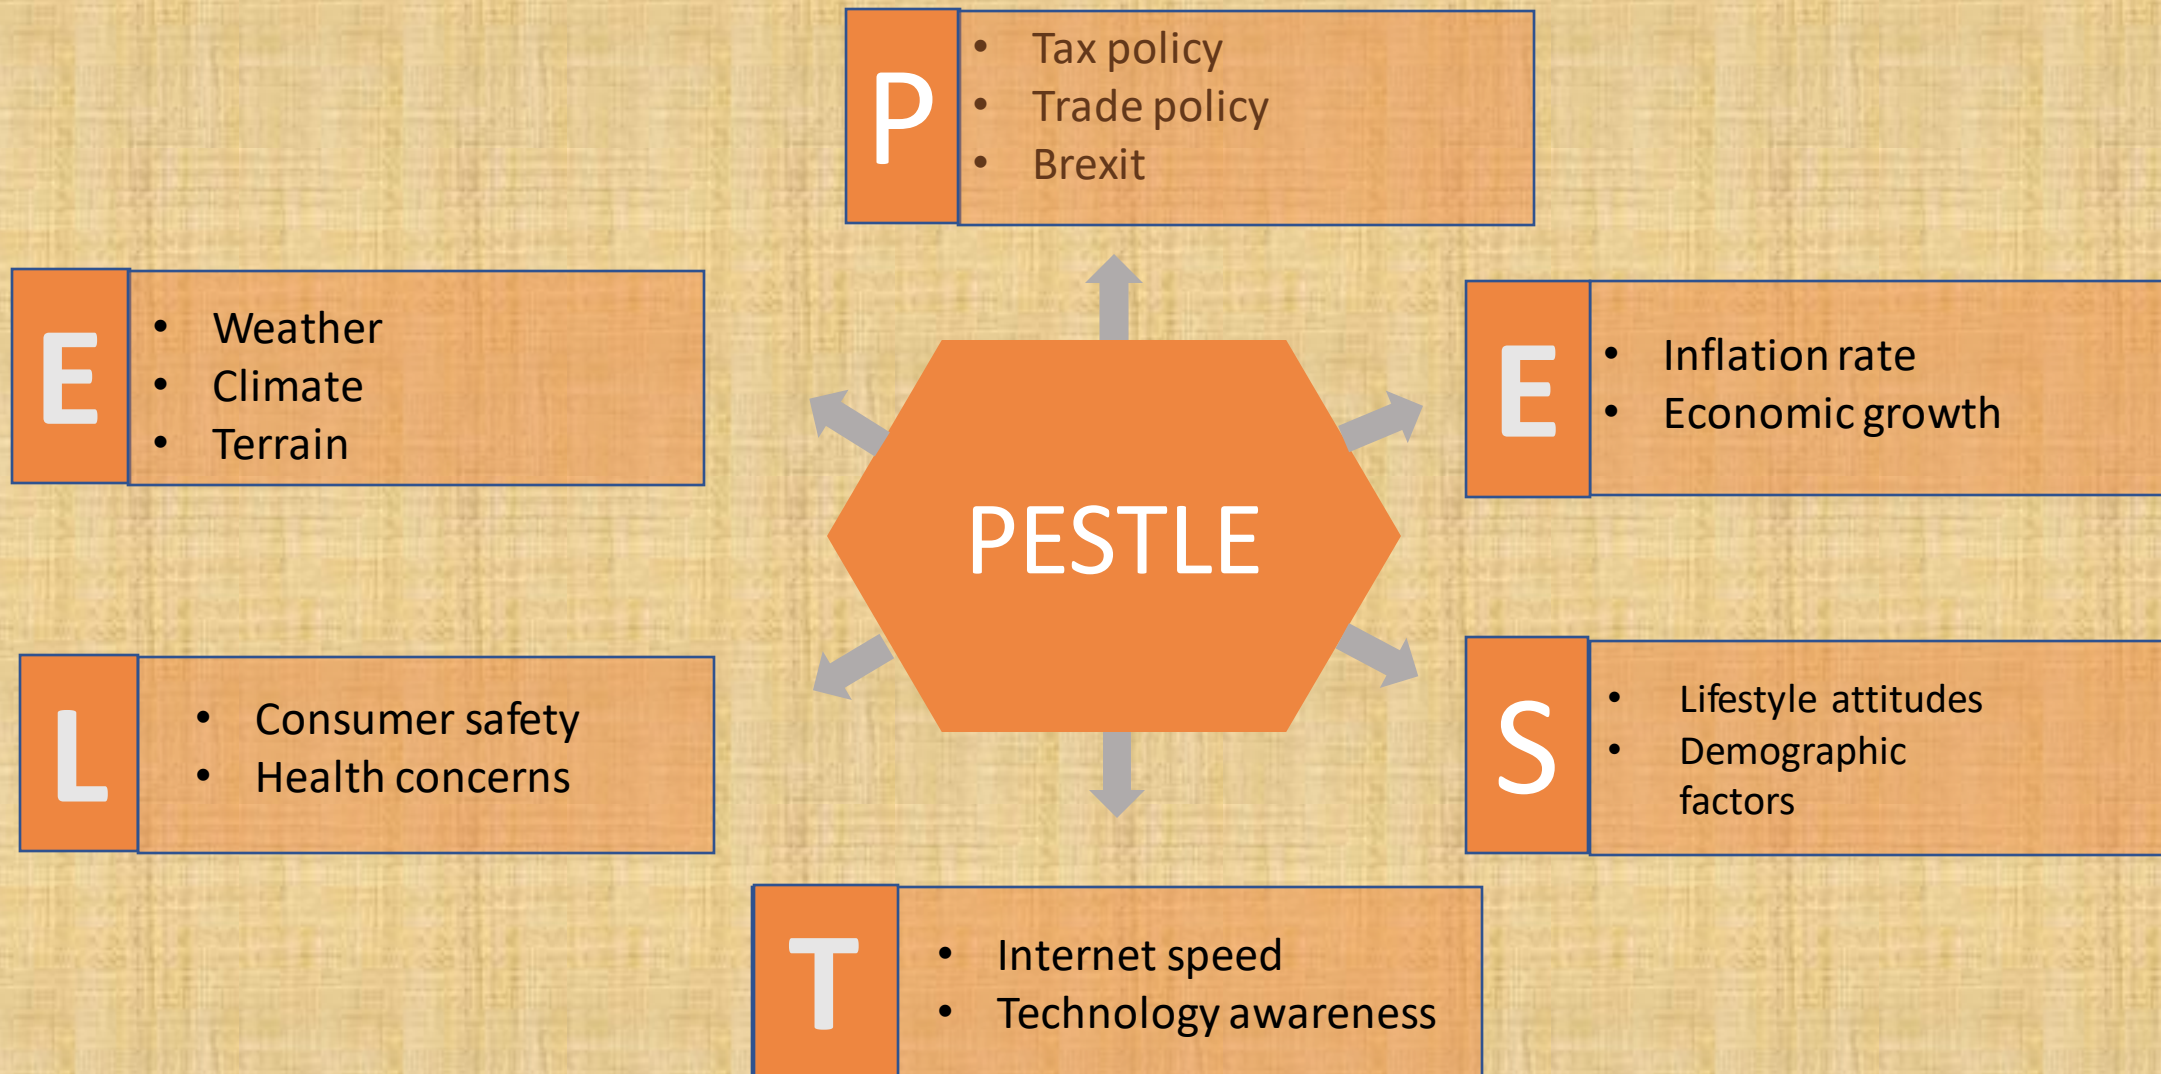 P
• Tax policy
• Trade policy
• Brexit
E
• Weather
• Climate
• Terrain
E
• Inflation rate
• Economic growth
PESTLE
L
• Consumer safety
• Health concerns
S
• Lifestyle attitudes
• Demographic
factors
T
• Internet speed
• Technology awareness